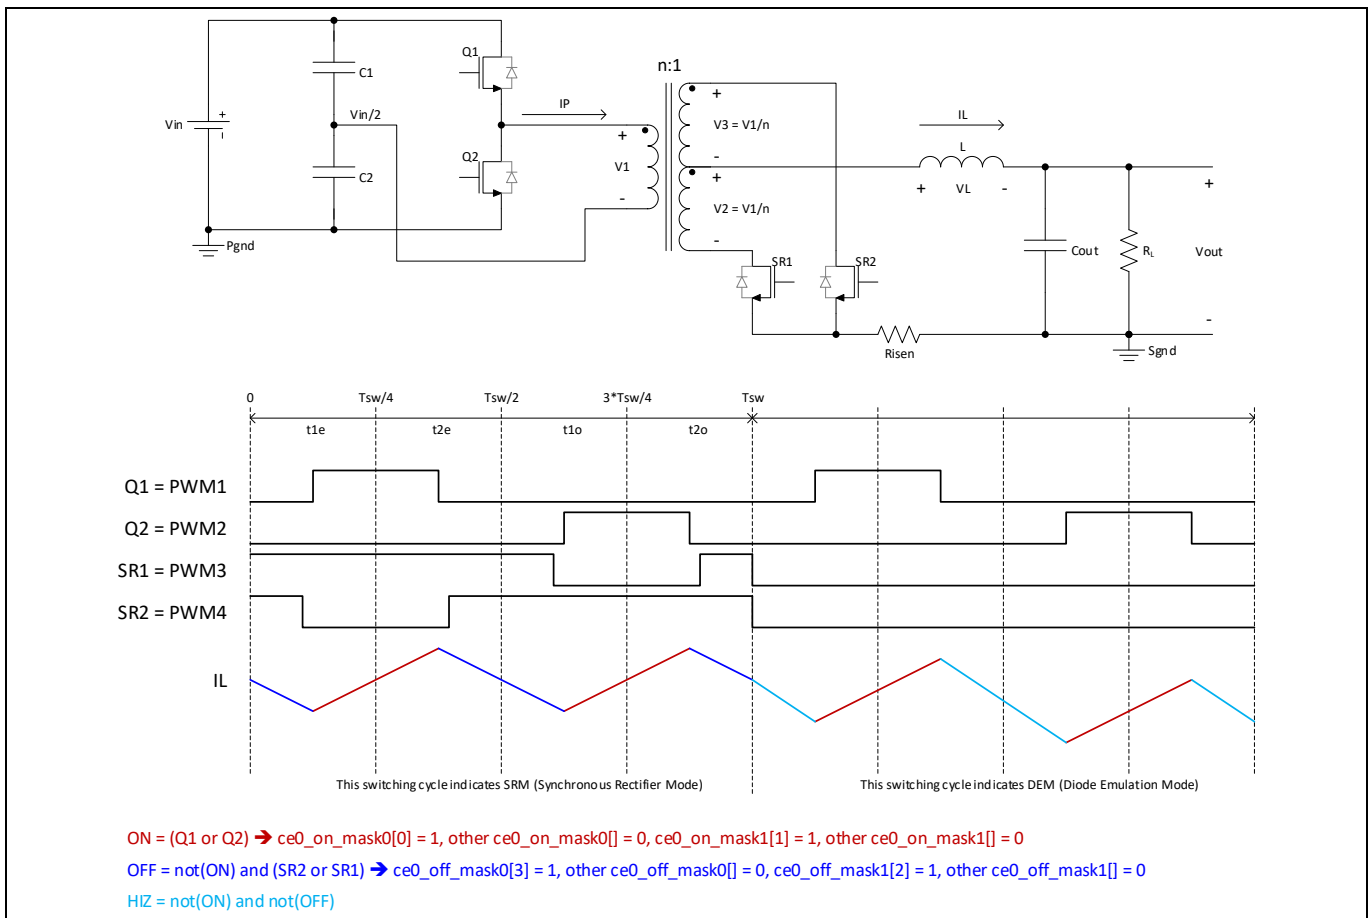 Q1
n:1
C1
IP
IL
+
V3 = V1/n
-
Vin
+
-
Vin/2
+
V1
-
L
+ VL -
Q2
C2
+
V2 = V1/n
-
+
Vout
-
Cout
RL
Pgnd
SR1
SR2
Risen
Sgnd
0 Tsw/4 Tsw/2 3*Tsw/4 Tsw
t1e t2e t1o t2o
Q1 = PWM1
Q2 = PWM2
SR1 = PWM3
SR2 = PWM4
IL
This switching cycle indicates SRM (Synchronous Rectifier Mode)
This switching cycle indicates DEM (Diode Emulation Mode)
ON = (Q1 or Q2) ➔ ce0_on_mask0[0] = 1, other ce0_on_mask0[] = 0, ce0_on_mask1[1] = 1, other ce0_on_mask1[] = 0
OFF = not(ON) and (SR2 or SR1) ➔ ce0_off_mask0[3] = 1, other ce0_off_mask0[] = 0, ce0_off_mask1[2] = 1, other ce0_off_mask1[] = 0
HIZ = not(ON) and not(OFF)